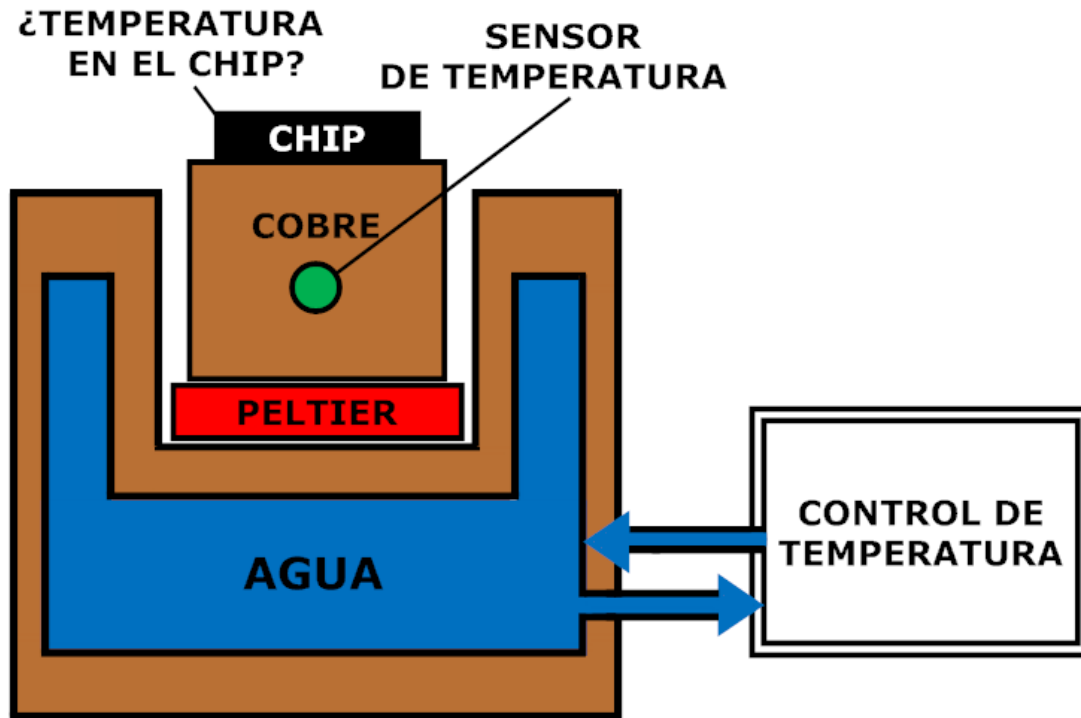 ¿TEMPERATURA
EN EL CHIP?
SENSOR
DE TEMPERATURA
CHIP
COBRE
PELTIER
AGUA
CONTROL DE
TEMPERATURA